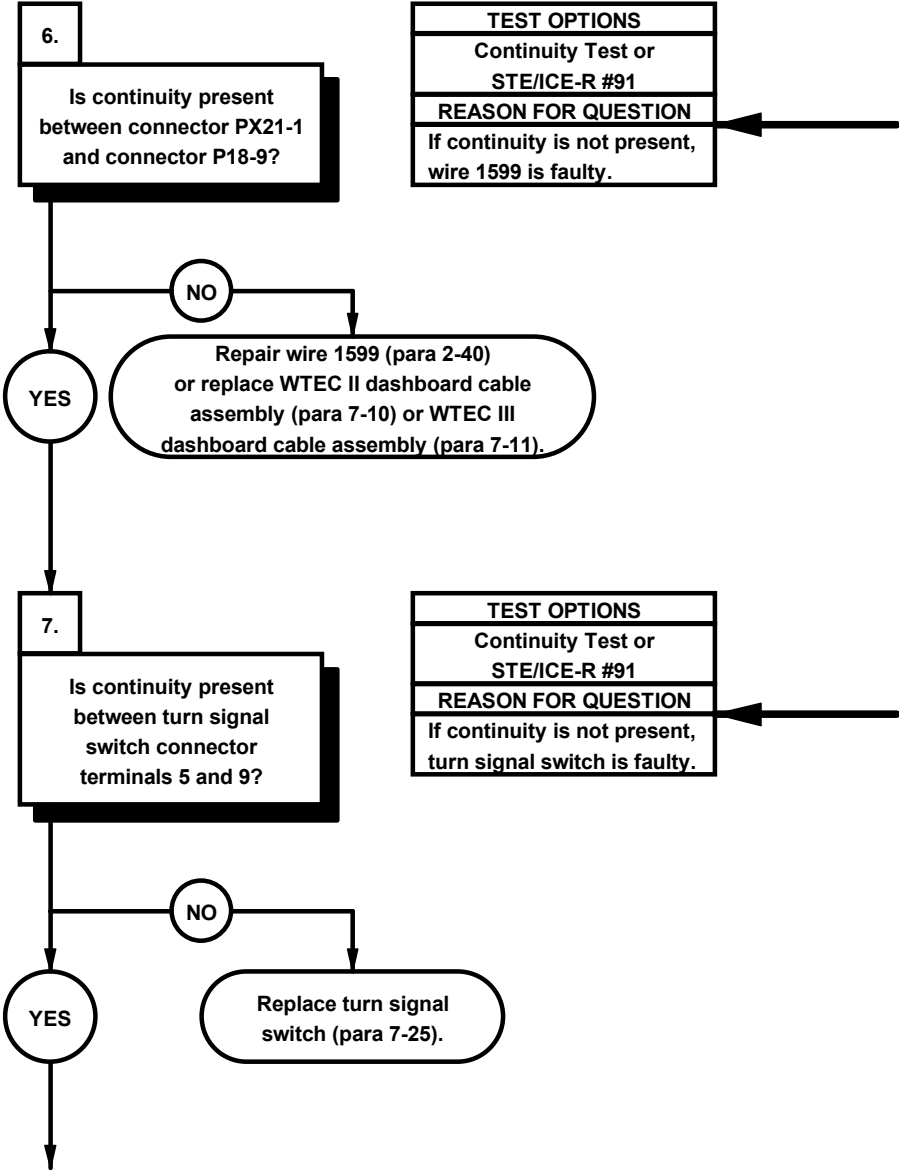 6.
Is continuity present
between connector PX21-1
and connector P18-9?
TEST OPTIONS
Continuity Test or
STE/ICE-R #91
REASON FOR QUESTION
If continuity is not present,
wire 1599 is faulty.
NO
YES
Repair wire 1599 (para 2-40)
or replace WTEC II dashboard cable
assembly (para 7-10) or WTEC III
dashboard cable assembly (para 7-11).
7.
Is continuity present
between turn signal
switch connector
terminals 5 and 9?
TEST OPTIONS
Continuity Test or
STE/ICE-R #91
REASON FOR QUESTION
If continuity is not present,
turn signal switch is faulty.
NO
YES
Replace turn signal
switch (para 7-25).